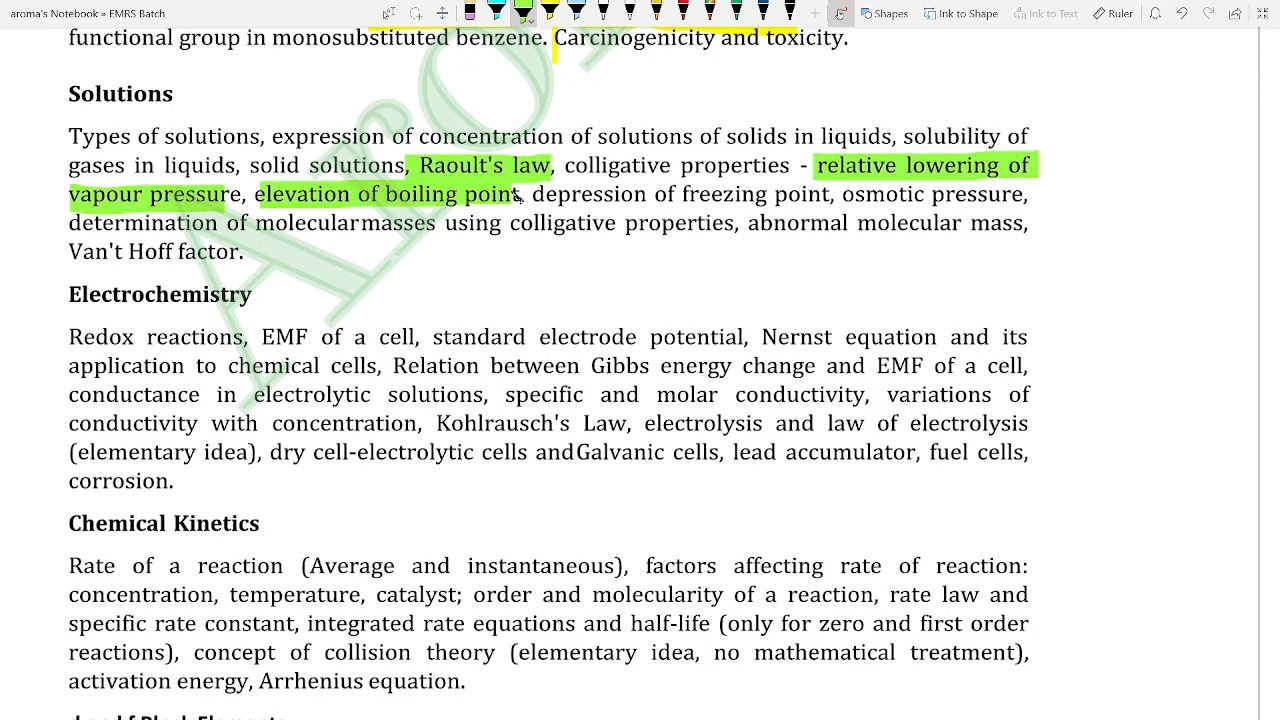 aroma's Notebook » EMRS Batch
Shapes Ink to Shape Ink to Text Ruler
functional group in monosubstituted benzene. Carcinogenicity and toxicity.
Solutions
Types of solutions, expression of concentration of solutions of solids in liquids, solubility of
gases in liquids, solid solutions, Raoult's law, colligative properties - relative lowering of
vapour pressure, elevation of boiling point, depression of freezing point, osmotic pressure,
determination of molecularmasses using colligative properties, abnormal molecular mass,
Van't Hoff factor.
Electrochemistry
Redox reactions, EMF of a cell, standard electrode potential, Nernst equation and its
application to chemical cells, Relation between Gibbs energy change and EMF of a cell,
conductance in electrolytic solutions, specific and molar conductivity, variations of
conductivity with concentration, Kohlrausch's Law, electrolysis and law of electrolysis
(elementary idea), dry cell-electrolytic cells andGalvanic cells, lead accumulator, fuel cells,
corrosion.
Chemical Kinetics
Rate of a reaction (Average and instantaneous), factors affecting rate of reaction:
concentration, temperature, catalyst; order and molecularity of a reaction, rate law and
specific rate constant, integrated rate equations and half-life (only for zero and first order
reactions), concept of collision theory (elementary idea, no mathematical treatment),
activation energy, Arrhenius equation.
d and f Block Elements